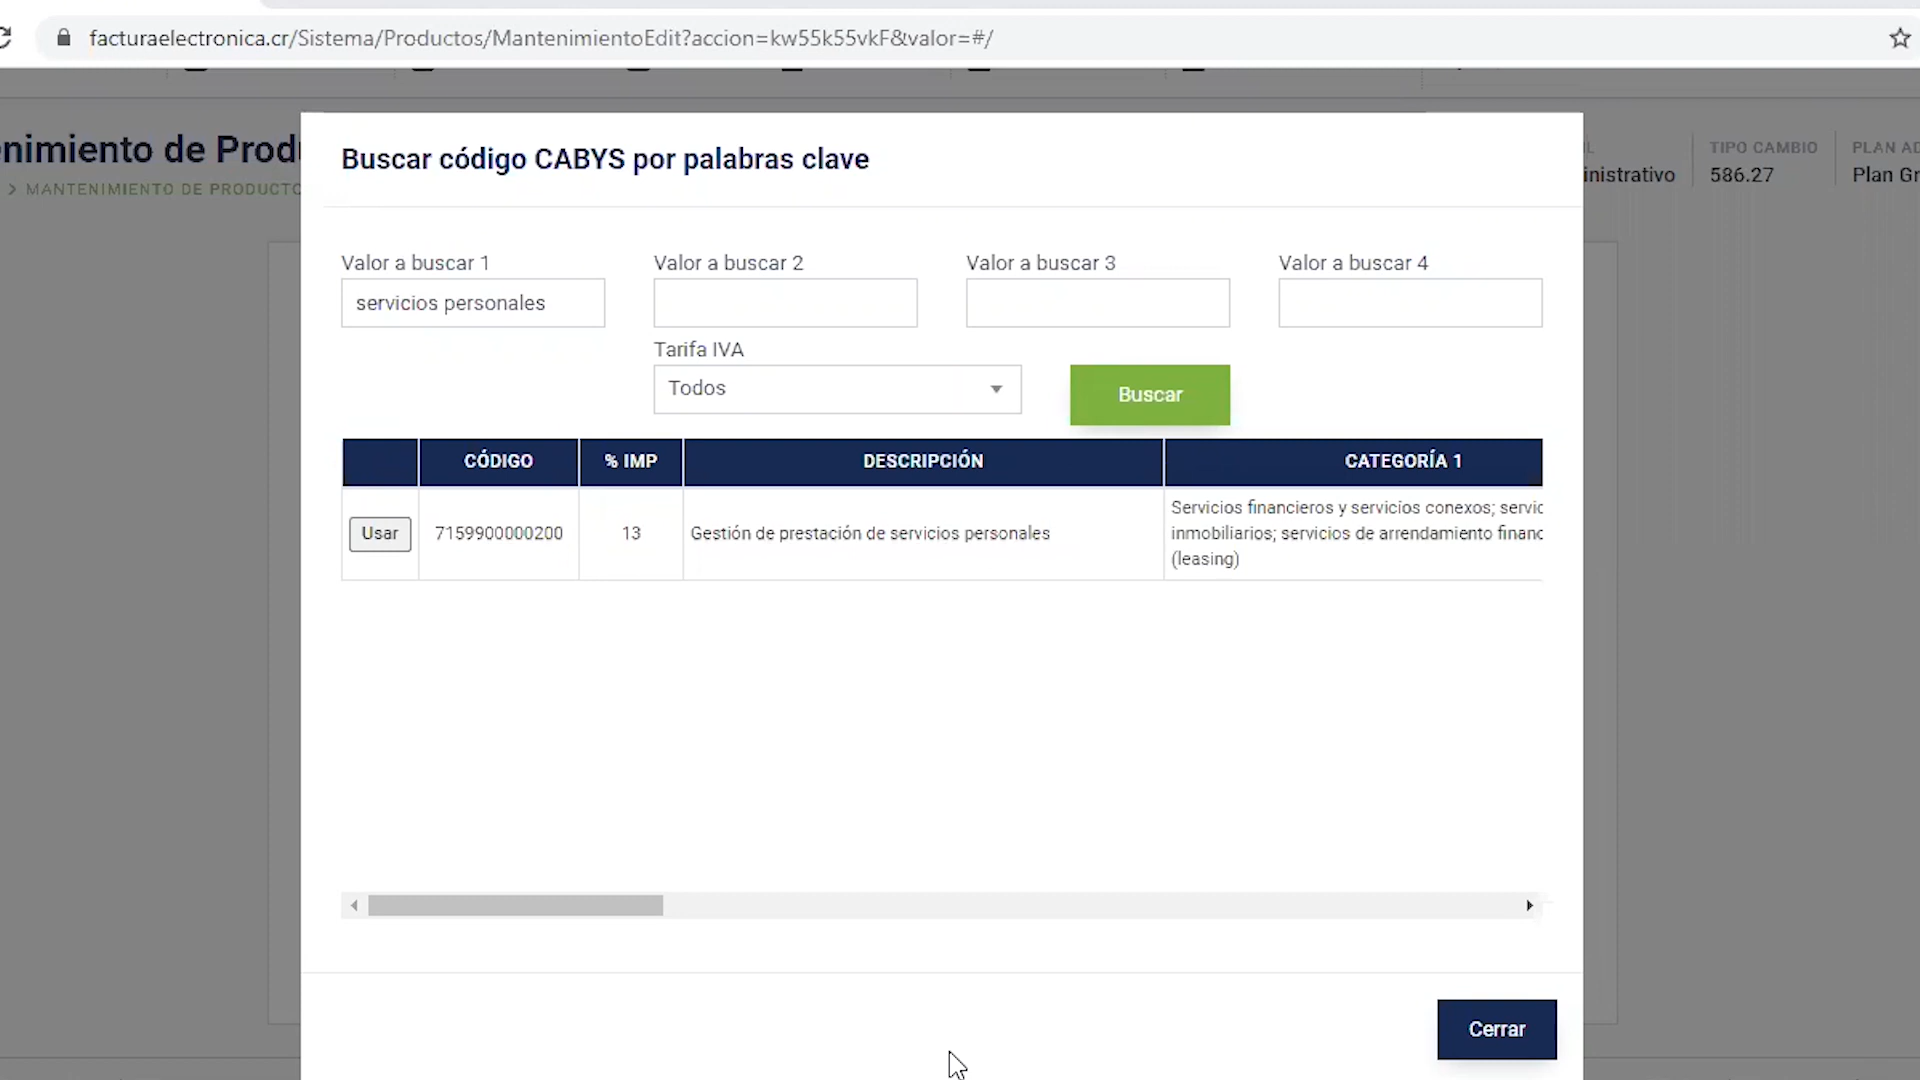 facturaelectronica.cr/Sistema/Productos/MantenimientoEdit?accion=kw55k55vkF&valor=#/
nimiento de Prod
> MANTENIMIENTO DE PRODUCTO
TIPO CAMBIO
PLAN AD
inistrativo
586.27
Plan Gr
Buscar código CABYS por palabras clave
Valor a buscar 1
Valor a buscar 2
Valor a buscar 3
Valor a buscar 4
servicios personales
Tarifa IVA
Todos
Buscar
CÓDIGO
% IMP
DESCRIPCIÓN
CATEGORÍA 1
Usar
7159900000200
13
Gestión de prestación de servicios personales
Servicios financieros y servicios conexos; servic
inmobiliarios; servicios de arrendamiento financ
(leasing)
Cerrar